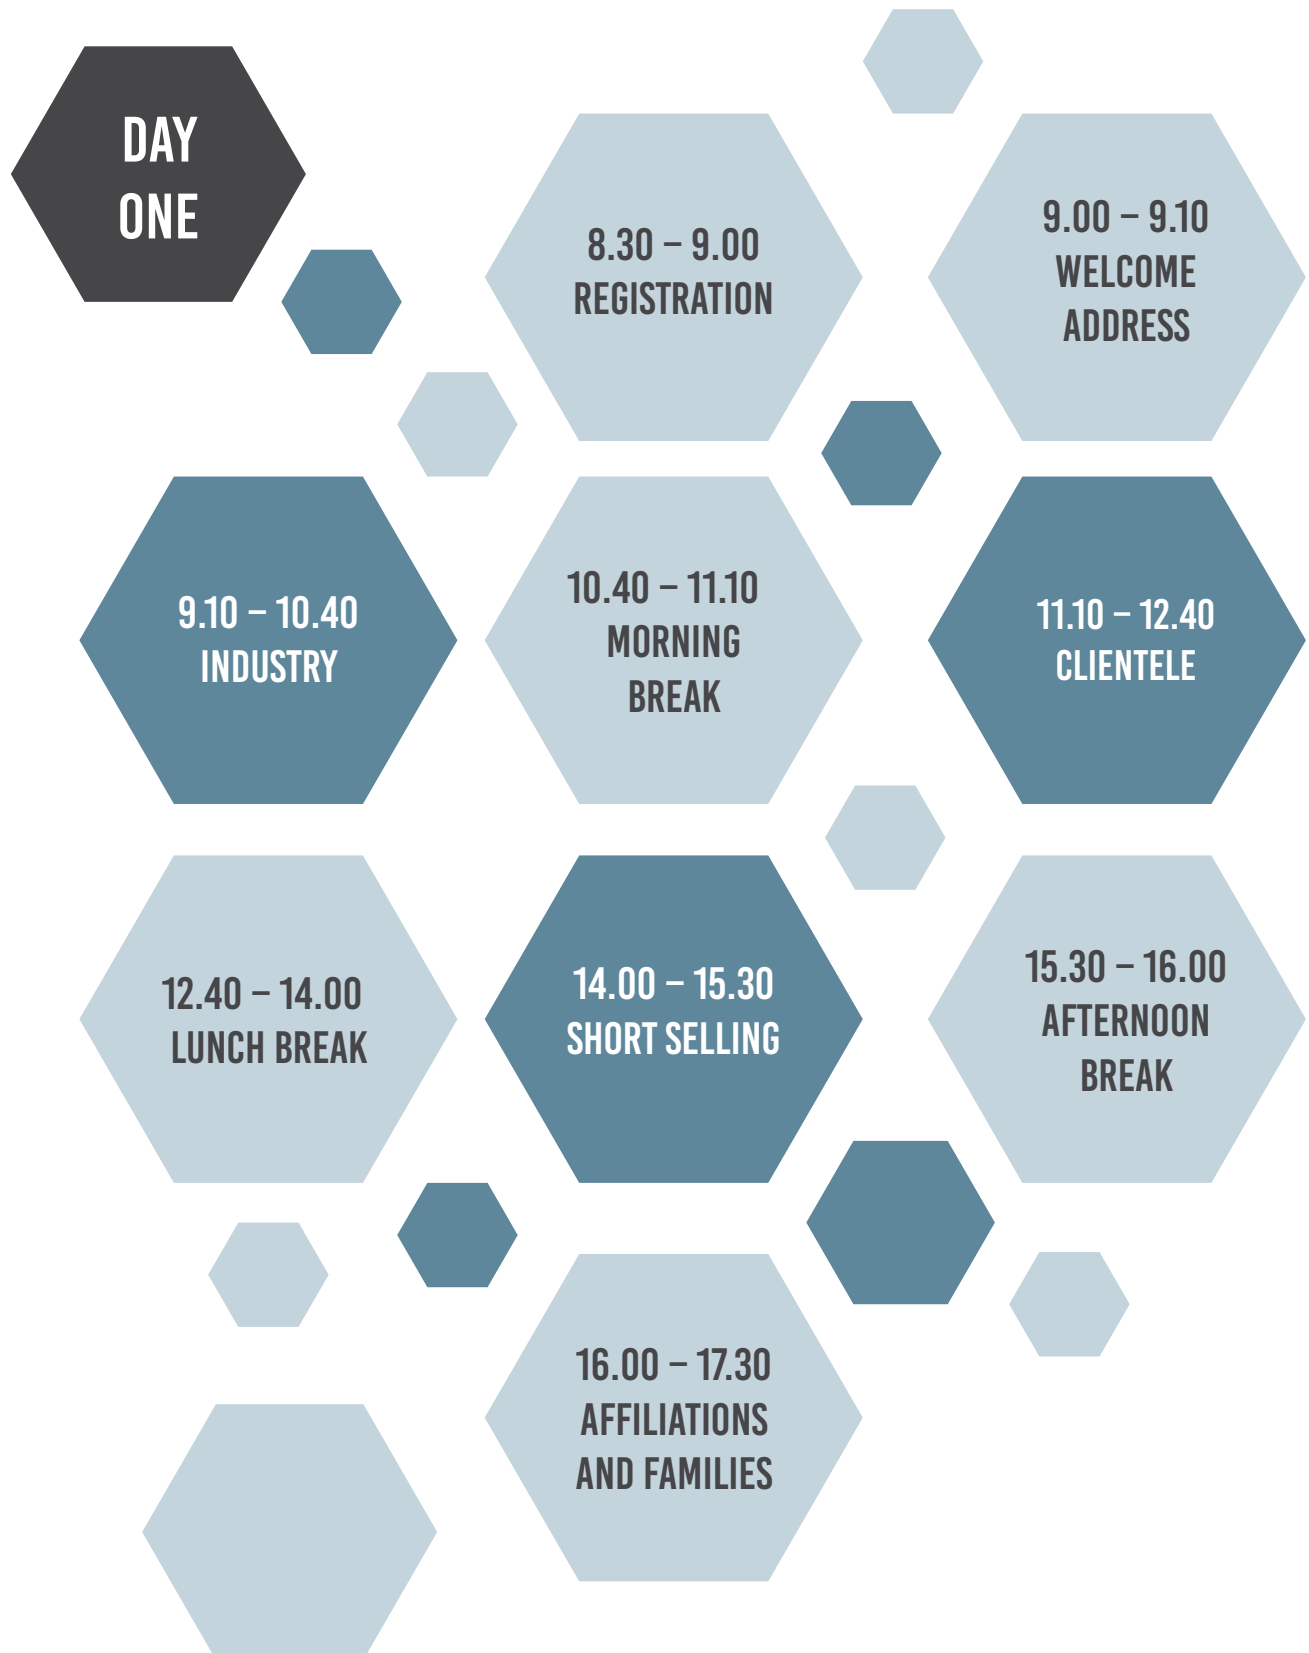 DAY
ONE
8.30 – 9.00
REGISTRATION
9.00 – 9.10
WELCOME
ADDRESS
9.10 – 10.40
INDUSTRY
10.40 – 11.10
MORNING
BREAK
11.10 – 12.40
CLIENTELE
12.40 – 14.00
LUNCH BREAK
14.00 – 15.30
SHORT SELLING
15.30 – 16.00
AFTERNOON
BREAK
16.00 – 17.30
AFFILIATIONS
AND FAMILIES